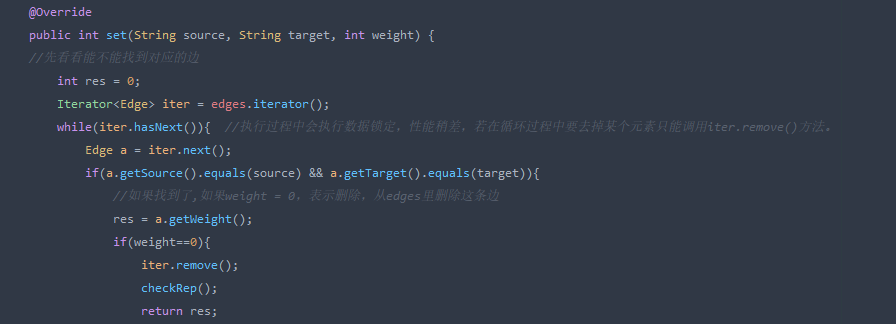 @Override
public int set(String source, String target, int weight) {
//先看看能不能找到对应的边
int res = 0;
Iterator<Edge> iter = edges.iterator();
while(iter.hasNext()){  //执行过程中会执行数据锁定，性能稍差，若在循环过程中要去掉某个元素只能调用iter.remove()方法。
Edge a = iter.next();
if(a.getSource().equals(source) && a.getTarget().equals(target)){
//如果找到了,如果weight = 0，表示删除，从edges里删除这条边
res = a.getWeight();
if(weight==0){
iter.remove();
checkRep();
return res;